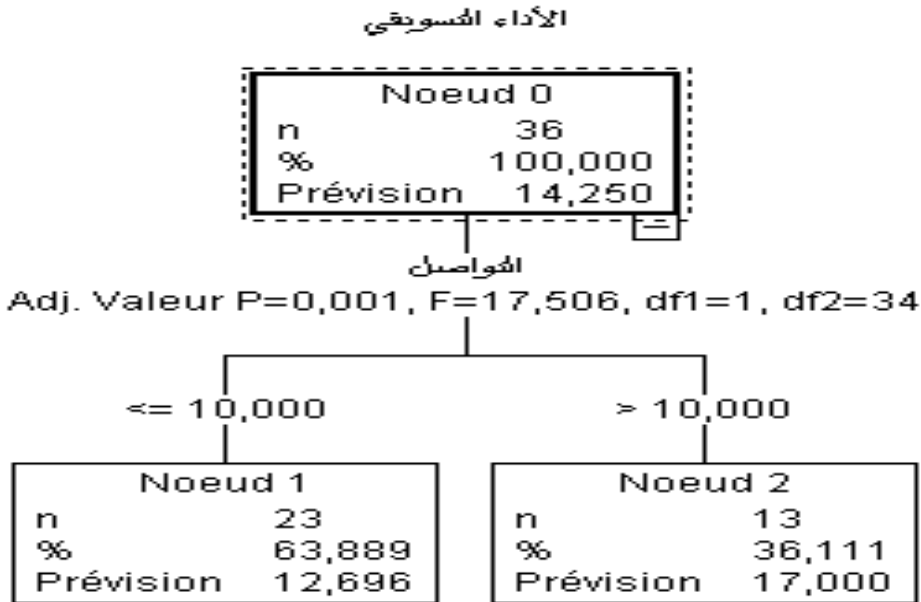 الأداء التسويقي
Noeud 0
n 36
% 100,000
Prévision 14,250
التواصل
Adj. Valeur P=0,001, F=17,506, df1=1, df2=34
<= 10,000
> 10,000
Noeud 1
n 23
% 63,889
Prévision 12,696
Noeud 2
n 13
% 36,111
Prévision 17,000